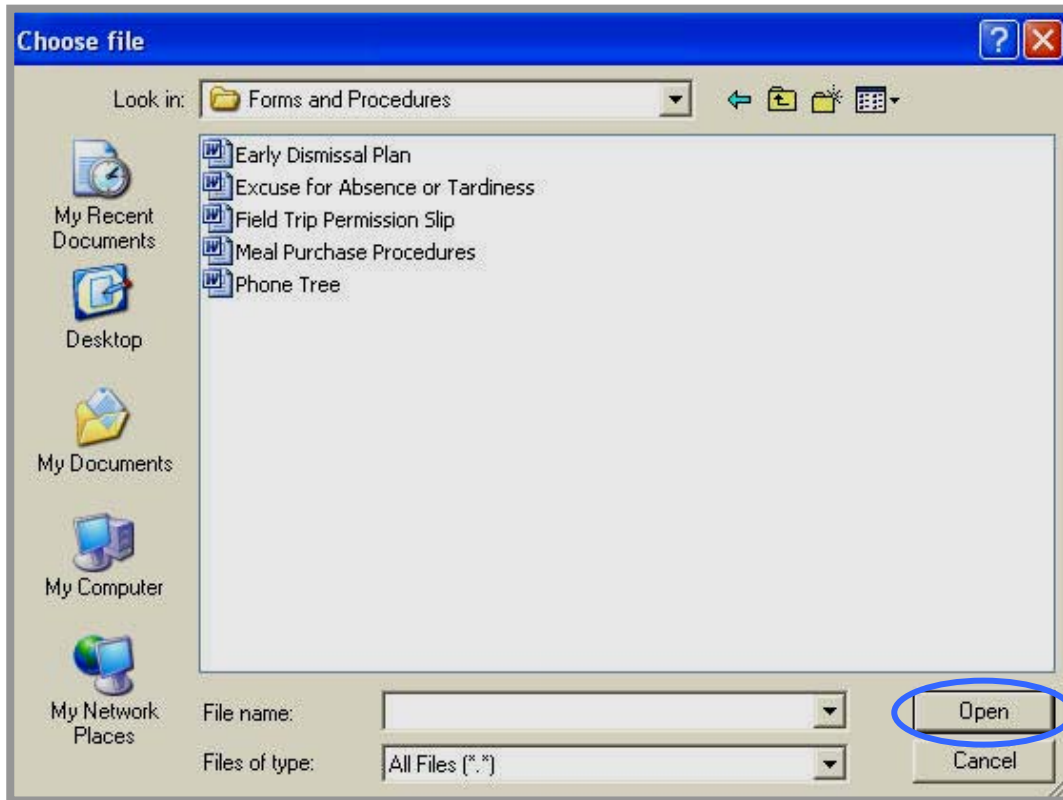 Choose file
Look in: Forms and Procedures
My Recent
Documents
Desktop
My Documents
My Computer
My Network
Places
Early Dismissal Plan
Excuse for Absence or Tardiness
Field Trip Permission Slip
Meal Purchase Procedures
Phone Tree
File name:
Open
Files of type: All Files (*.*)
Cancel